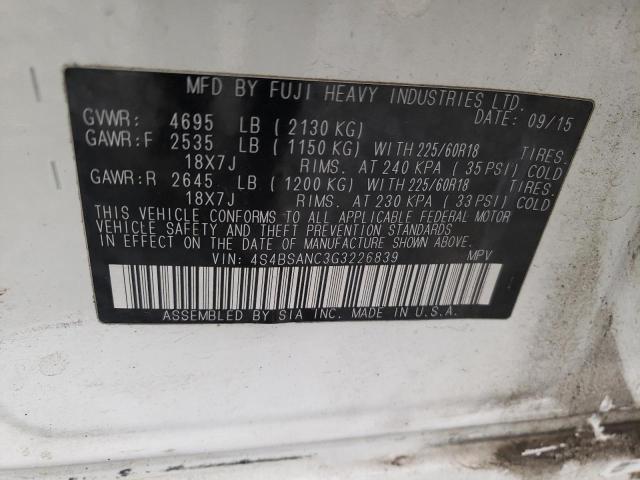 MFD BY FUJI HEAVY INDUSTRIES LTD.
DATE: 09/15
GVWR: 4695 LB (2130 KG)
GAWR:F 2535 LB (1150 KG) WITH 225/60R18 TIRES.
18X7J RIMS. AT 240 KPA (35 PSI) COLD
GAWR:R 2645 LB (1200 KG) WITH 225/60R18 TIRES.
18X7J RIMS. AT 230 KPA (33 PSI) COLD
THIS VEHICLE CONFORMS TO ALL APPLICABLE FEDERAL MOTOR
VEHICLE SAFETY AND THEFT PREVENTION STANDARDS
IN EFFECT ON THE DATE OF MANUFACTURE SHOWN ABOVE.
VIN: 4S4BSANC3G3226839 MPV
ASSEMBLED BY SIA INC. MADE IN U.S.A.